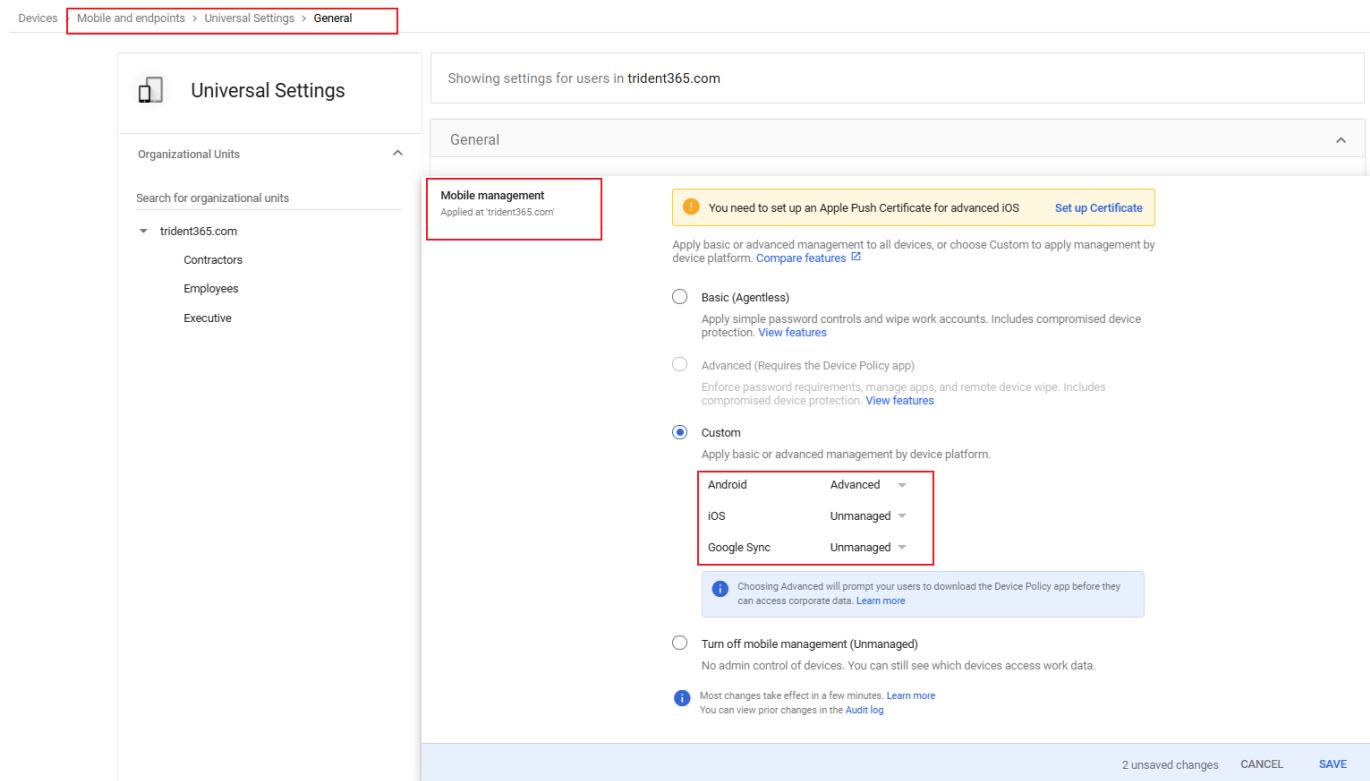 Devices > Mobile and endpoints > Universal Settings > General
Universal Settings
Showing settings for users in trident365.com
Organizational Units
Search for organizational units
trident365.com
Contractors
Employees
Executive
General
Mobile management
Applied at 'trident365.com'
You need to set up an Apple Push Certificate for advanced iOS Set up Certificate
Apply basic or advanced management to all devices, or choose Custom to apply management by
device platform. Compare features
Basic (Agentless)
Apply simple password controls and wipe work accounts. Includes compromised device
protection. View features
Advanced (Requires the Device Policy app)
Enforce password requirements, manage apps, and remote device wipe. Includes
compromised device protection. View features
Custom
Apply basic or advanced management by device platform.
Android Advanced
iOS Unmanaged
Google Sync Unmanaged
Choosing Advanced will prompt your users to download the Device Policy app before they
can access corporate data. Learn more
Turn off mobile management (Unmanaged)
No admin control of devices. You can still see which devices access work data.
Most changes take effect in a few minutes. Learn more
You can view prior changes in the Audit log
2 unsaved changes CANCEL SAVE